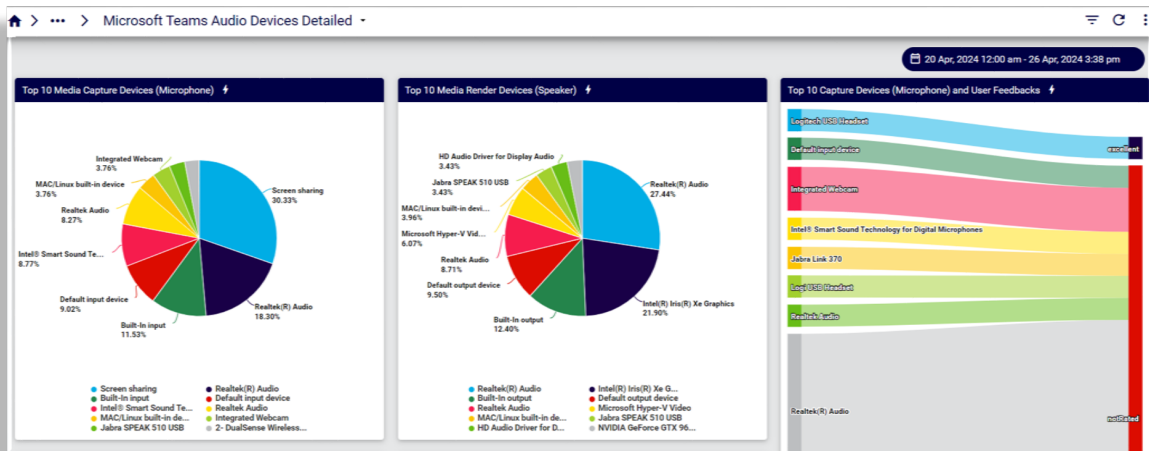 Microsoft Teams Audio Devices Detailed
20 Apr, 2024 12:00 am - 26 Apr, 2024 3:38 pm
Top 10 Media Capture Devices (Microphone)
Integrated Webcam
3.76%
MAC/Linux built-in device
3.76%
Realtek Audio
8.27%
Intel® Smart Sound Te...
8.77%
Default input device
9.02%
Built-In input
11.53%
Screen sharing
30.33%
Realtek(R) Audio
18.30%
Screen sharing
Realtek(R) Audio
Built-In input
Default input device
Intel® Smart Sound Te...
Realtek Audio
MAC/Linux built-in de...
Integrated Webcam
Jabra SPEAK 510 USB
2- DualSense Wireless...
Top 10 Media Render Devices (Speaker)
HD Audio Driver for Display Audio
3.43%
Jabra SPEAK 510 USB
3.43%
MAC/Linux built-in devi...
3.96%
Microsoft Hyper-V Vid...
6.07%
Realtek Audio
8.71%
Default output device
9.50%
Built-In output
12.40%
Realtek(R) Audio
27.44%
Intel(R) Iris(R) Xe Graphics
21.90%
Realtek(R) Audio
Intel(R) Iris(R) Xe G...
Built-In output
Default output device
Realtek Audio
Microsoft Hyper-V Video
MAC/Linux built-in de...
Jabra SPEAK 510 USB
HD Audio Driver for D...
NVIDIA GeForce GTX 96...
Top 10 Capture Devices (Microphone) and User Feedbacks
Logitech USB Headset
Default input device
Integrated Webcam
Intel® Smart Sound Technology for Digital Microphones
Jabra Link 370
Logi USB Headset
Realtek Audio
Realtek(R) Audio
excellent
notRated